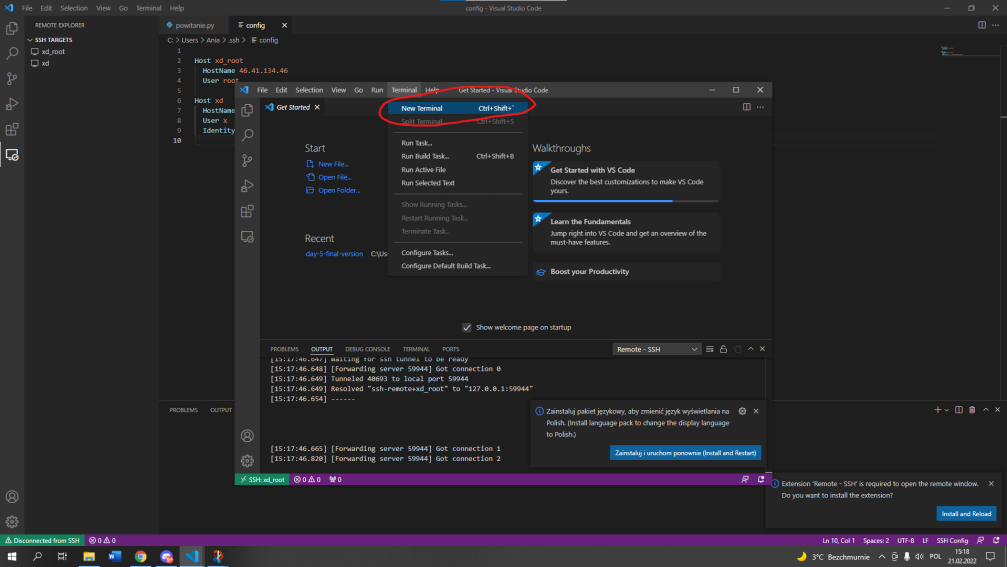 File Edit Selection View Go Terminal Help
config - Visual Studio Code
REMOTE EXPLORER
SSH TARGETS
xd_root
xd
powitanie.py
config
C: > Users > Ania > .ssh > config
1
2 Host xd_root
3 HostName 46.41.134.46
4 User root
5
6 Host xd
7 HostName
8 User x
9 Identity
10
File Edit Selection View Go Run Terminal Help
Get Started - Visual Studio Code
Get Started
New Terminal Ctrl+Shift+`
Split Terminal Ctrl+Shift+5
Run Task...
Run Build Task... Ctrl+Shift+B
Run Active File
Run Selected Text
Show Running Tasks...
Restart Running Task...
Terminate Task...
Configure Tasks...
Configure Default Build Task...
Start
New File...
Open File...
Open Folder...
Recent
day-5-final-version C:\Us
Walkthroughs
Get Started with VS Code
Discover the best customizations to make VS Code
yours.
Learn the Fundamentals
Jump right into VS Code and get an overview of the
must-have features.
Boost your Productivity
Show welcome page on startup
PROBLEMS OUTPUT DEBUG CONSOLE TERMINAL PORTS
Remote - SSH
[15:17:46.647] Waiting for ssh tunnel to be ready
[15:17:46.648] [Forwarding server 59944] Got connection 0
[15:17:46.649] Tunneled 40693 to local port 59944
[15:17:46.649] Resolved "ssh-remote+xd_root" to "127.0.0.1:59944"
[15:17:46.654] ------
[15:17:46.665] [Forwarding server 59944] Got connection 1
[15:17:46.820] [Forwarding server 59944] Got connection 2
Zainstaluj pakiet językowy, aby zmienić język wyświetlania na
Polish. (Install language pack to change the display language
to Polish.)
Zainstaluj i uruchom ponownie (Install and Restart)
SSH: xd_root 0 0 0
PROBLEMS OUTPUT
Extension 'Remote - SSH' is required to open the remote window.
Do you want to install the extension?
Install and Reload
Disconnected from SSH 0 0
Ln 10, Col 1 Spaces: 2 UTF-8 LF SSH Config
3°C Bezchmurnie
POL
15:18
21.02.2022